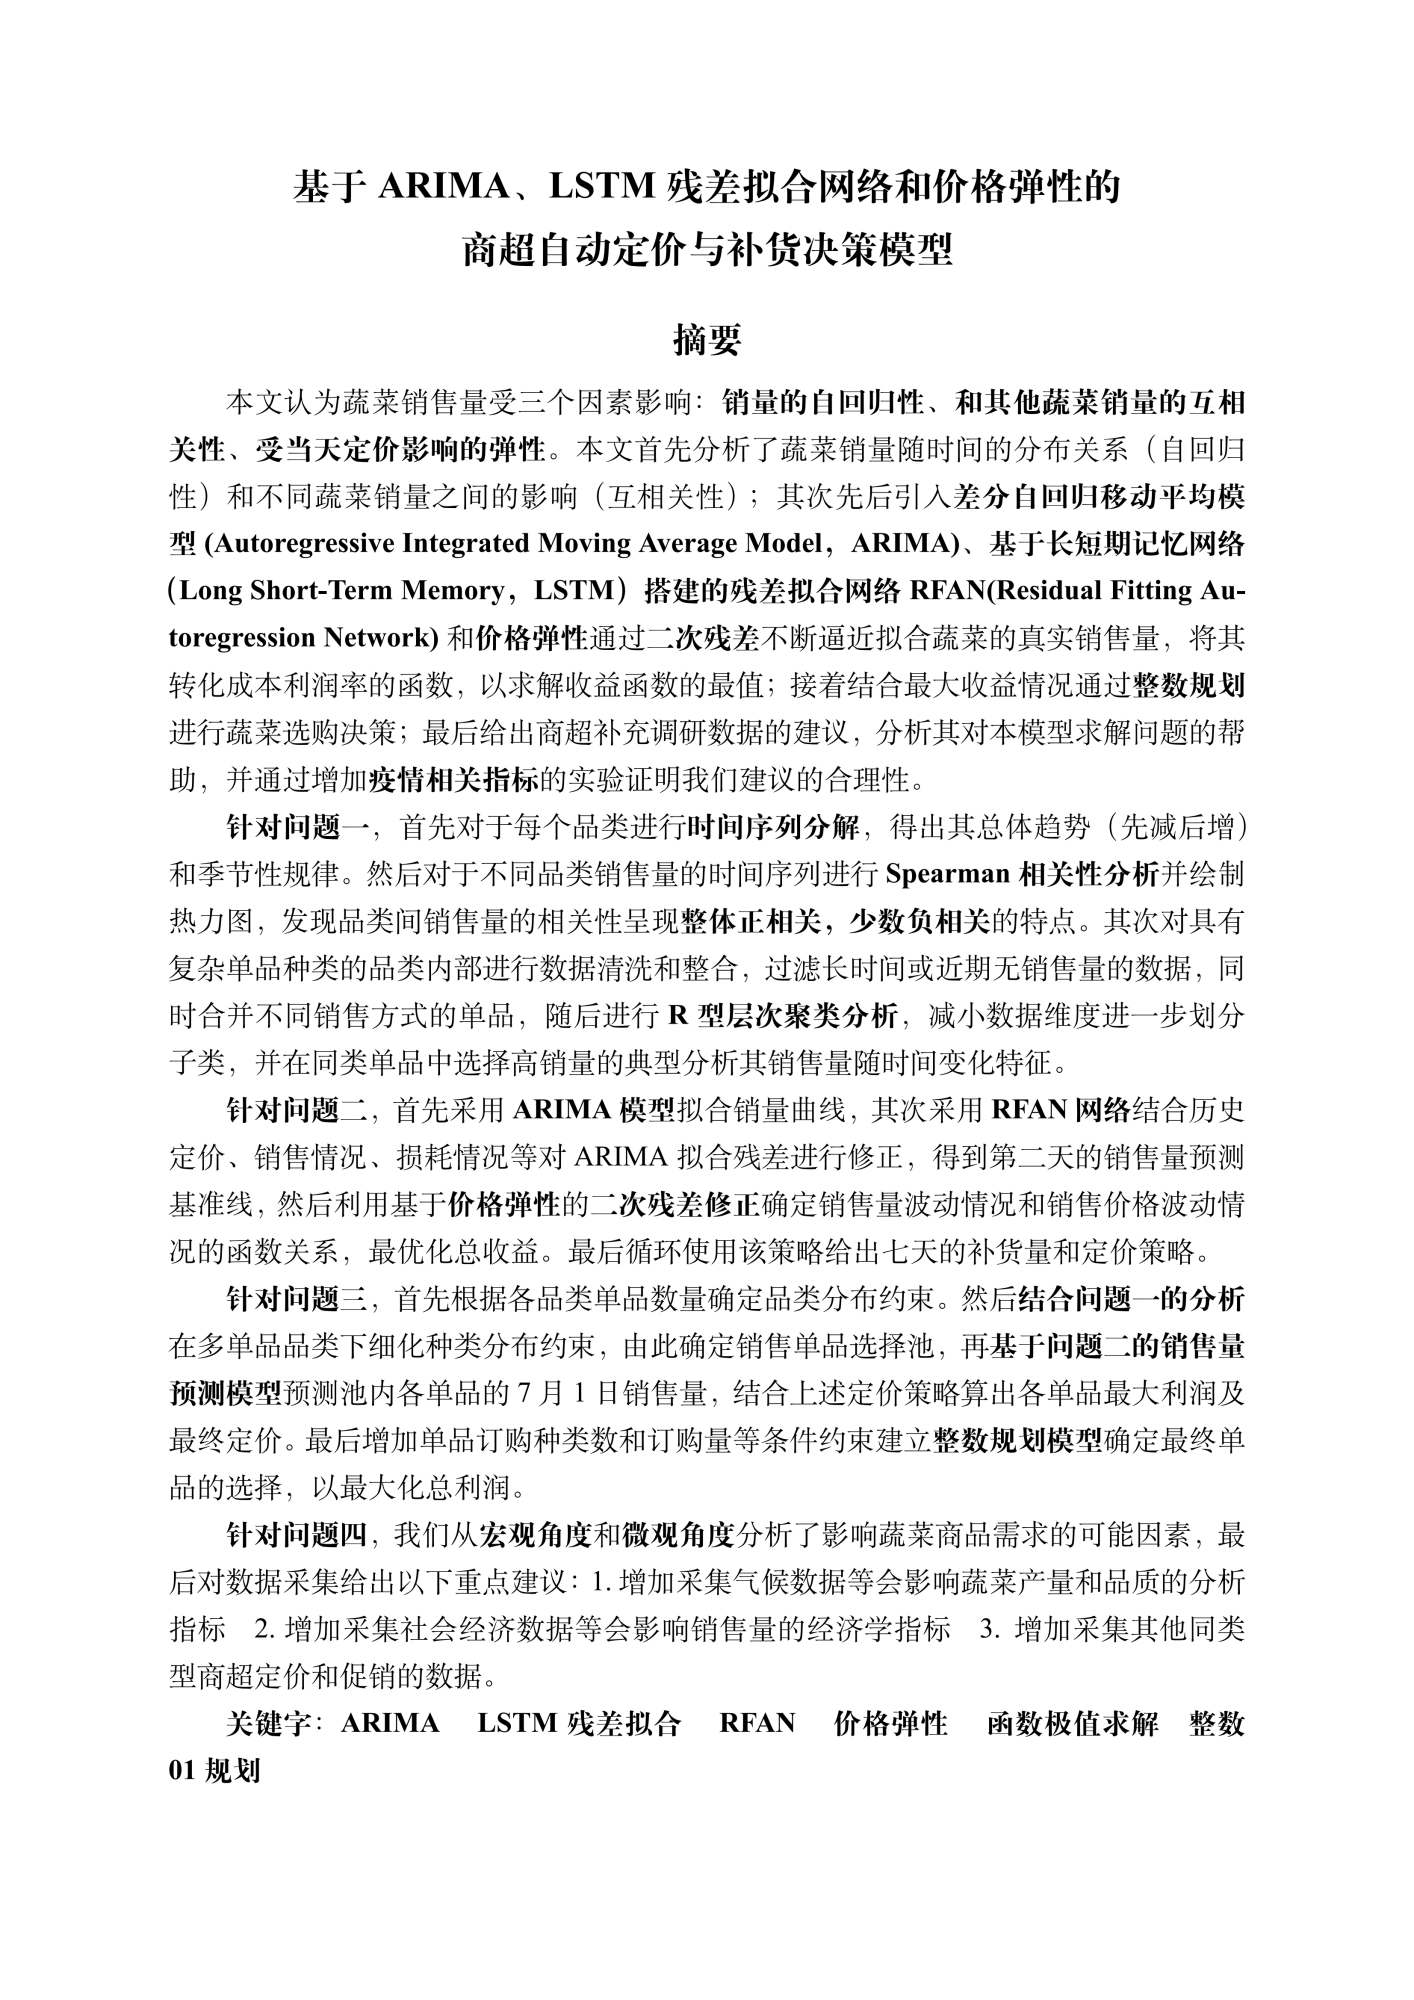 基于 ARIMA、LSTM 残差拟合网络和价格弹性的
商超自动定价与补货决策模型
摘要
本文认为蔬菜销售量受三个因素影响：销量的自回归性、和其他蔬菜销量的互相
关性、受当天定价影响的弹性。本文首先分析了蔬菜销量随时间的分布关系（自回归
性）和不同蔬菜销量之间的影响（互相关性）；其次先后引入差分自回归移动平均模
型 (Autoregressive Integrated Moving Average Model，ARIMA)、基于长短期记忆网络
（Long Short-Term Memory，LSTM）搭建的残差拟合网络 RFAN(Residual Fitting Au-
toregression Network) 和价格弹性通过二次残差不断逼近拟合蔬菜的真实销售量，将其
转化成本利润率的函数，以求解收益函数的最值；接着结合最大收益情况通过整数规划
进行蔬菜选购决策；最后给出商超补充调研数据的建议，分析其对本模型求解问题的帮
助，并通过增加疫情相关指标的实验证明我们建议的合理性。
针对问题一，首先对于每个品类进行时间序列分解，得出其总体趋势（先减后增）
和季节性规律。然后对于不同品类销售量的时间序列进行 Spearman 相关性分析并绘制
热力图，发现品类间销售量的相关性呈现整体正相关，少数负相关的特点。其次对具有
复杂单品种类的品类内部进行数据清洗和整合，过滤长时间或近期无销售量的数据，同
时合并不同销售方式的单品，随后进行 R 型层次聚类分析，减小数据维度进一步划分
子类，并在同类单品中选择高销量的典型分析其销售量随时间变化特征。
针对问题二，首先采用 ARIMA 模型拟合销量曲线，其次采用 RFAN 网络结合历史
定价、销售情况、损耗情况等对 ARIMA 拟合残差进行修正，得到第二天的销售量预测
基准线，然后利用基于价格弹性的二次残差修正确定销售量波动情况和销售价格波动情
况的函数关系，最优化总收益。最后循环使用该策略给出七天的补货量和定价策略。
针对问题三，首先根据各品类单品数量确定品类分布约束。然后结合问题一的分析
在多单品品类下细化种类分布约束，由此确定销售单品选择池，再基于问题二的销售量
预测模型预测池内各单品的 7 月 1 日销售量，结合上述定价策略算出各单品最大利润及
最终定价。最后增加单品订购种类数和订购量等条件约束建立整数规划模型确定最终单
品的选择，以最大化总利润。
针对问题四，我们从宏观角度和微观角度分析了影响蔬菜商品需求的可能因素，最
后对数据采集给出以下重点建议：1. 增加采集气候数据等会影响蔬菜产量和品质的分析
指标 2. 增加采集社会经济数据等会影响销售量的经济学指标 3. 增加采集其他同类
型商超定价和促销的数据。
关键字：ARIMA LSTM 残差拟合 RFAN 价格弹性 函数极值求解 整数
01 规划